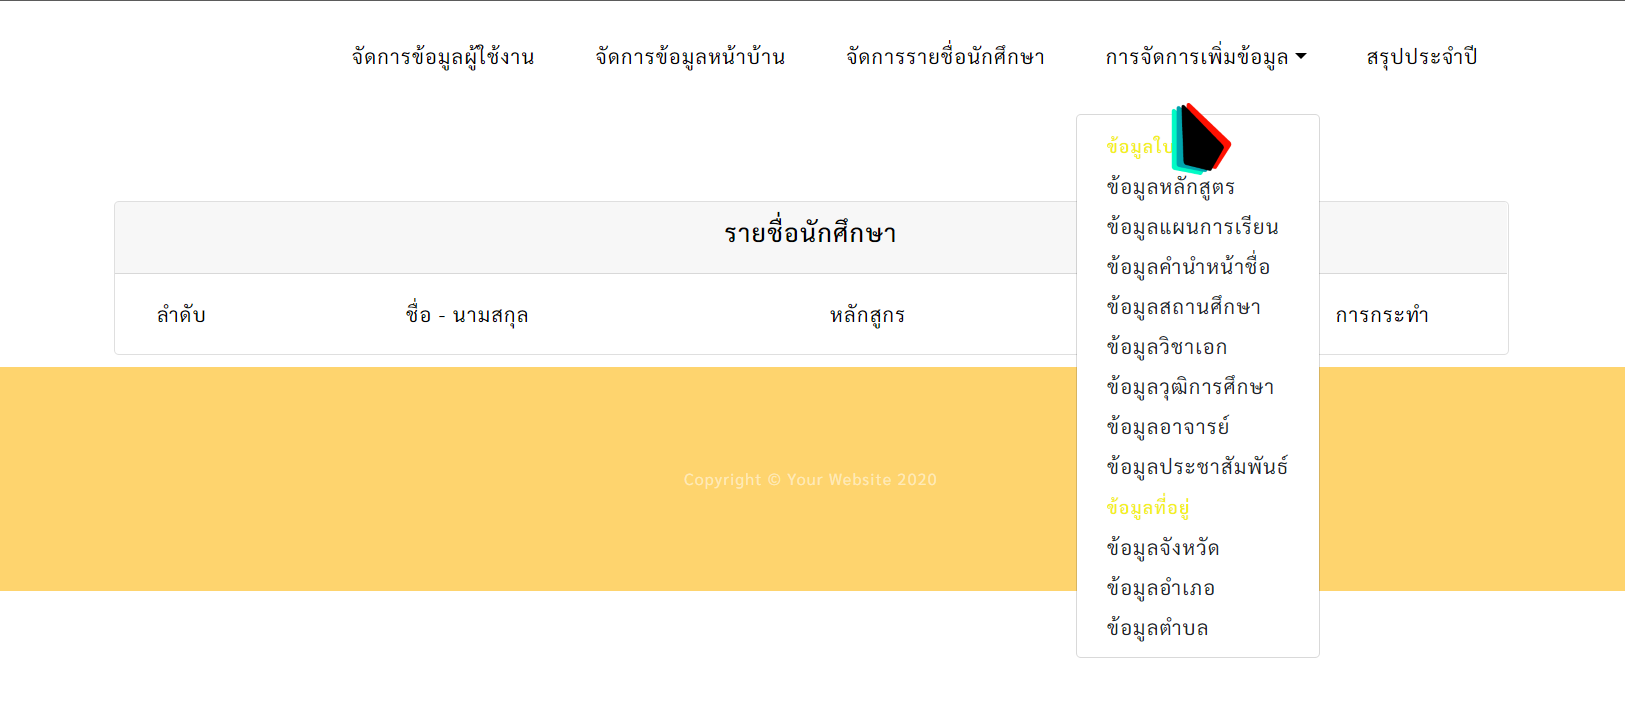 จัดการข้อมูลผู้ใช้งาน จัดการข้อมูลหน้าบ้าน จัดการรายชื่อนักศึกษา การจัดการเพิ่มข้อมูล สรุปประจำปี
ข้อมูลหลักสูตร
ข้อมูลแผนการเรียน
ข้อมูลคำนำหน้าชื่อ
ข้อมูลสถานศึกษา
ข้อมูลวิชาเอก
ข้อมูลวุฒิการศึกษา
ข้อมูลอาจารย์
ข้อมูลประชาสัมพันธ์
ข้อมูลที่อยู่
ข้อมูลจังหวัด
ข้อมูลอำเภอ
ข้อมูลตำบล
รายชื่อนักศึกษา
ลำดับ ชื่อ - นามสกุล หลักสูกร การกระทำ
Copyright © Your Website 2020